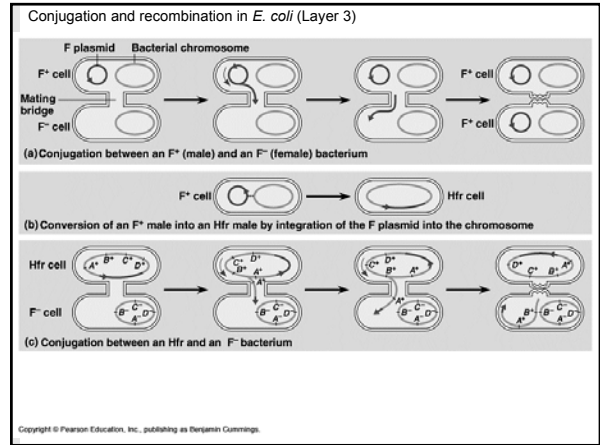 Conjugation and recombination in E. coli (Layer 3)
F plasmid Bacterial chromosome
F+ cell
Mating bridge
F– cell
F+ cell
F+ cell
(a) Conjugation between an F+ (male) and an F– (female) bacterium
F+ cell
Hfr cell
(b) Conversion of an F+ male into an Hfr male by integration of the F plasmid into the chromosome
Hfr cell
A+ B+ C+ D+
C+ D+ B+ A+
A+
C+ D+ B+ A+
A+
D+ C+ B+ A+
F– cell
B– C– D– A–
B– C– D– A–
B– C– D– A–
A+ B+ B– C– D– A–
(c) Conjugation between an Hfr and an F– bacterium
Copyright © Pearson Education, Inc., publishing as Benjamin Cummings.